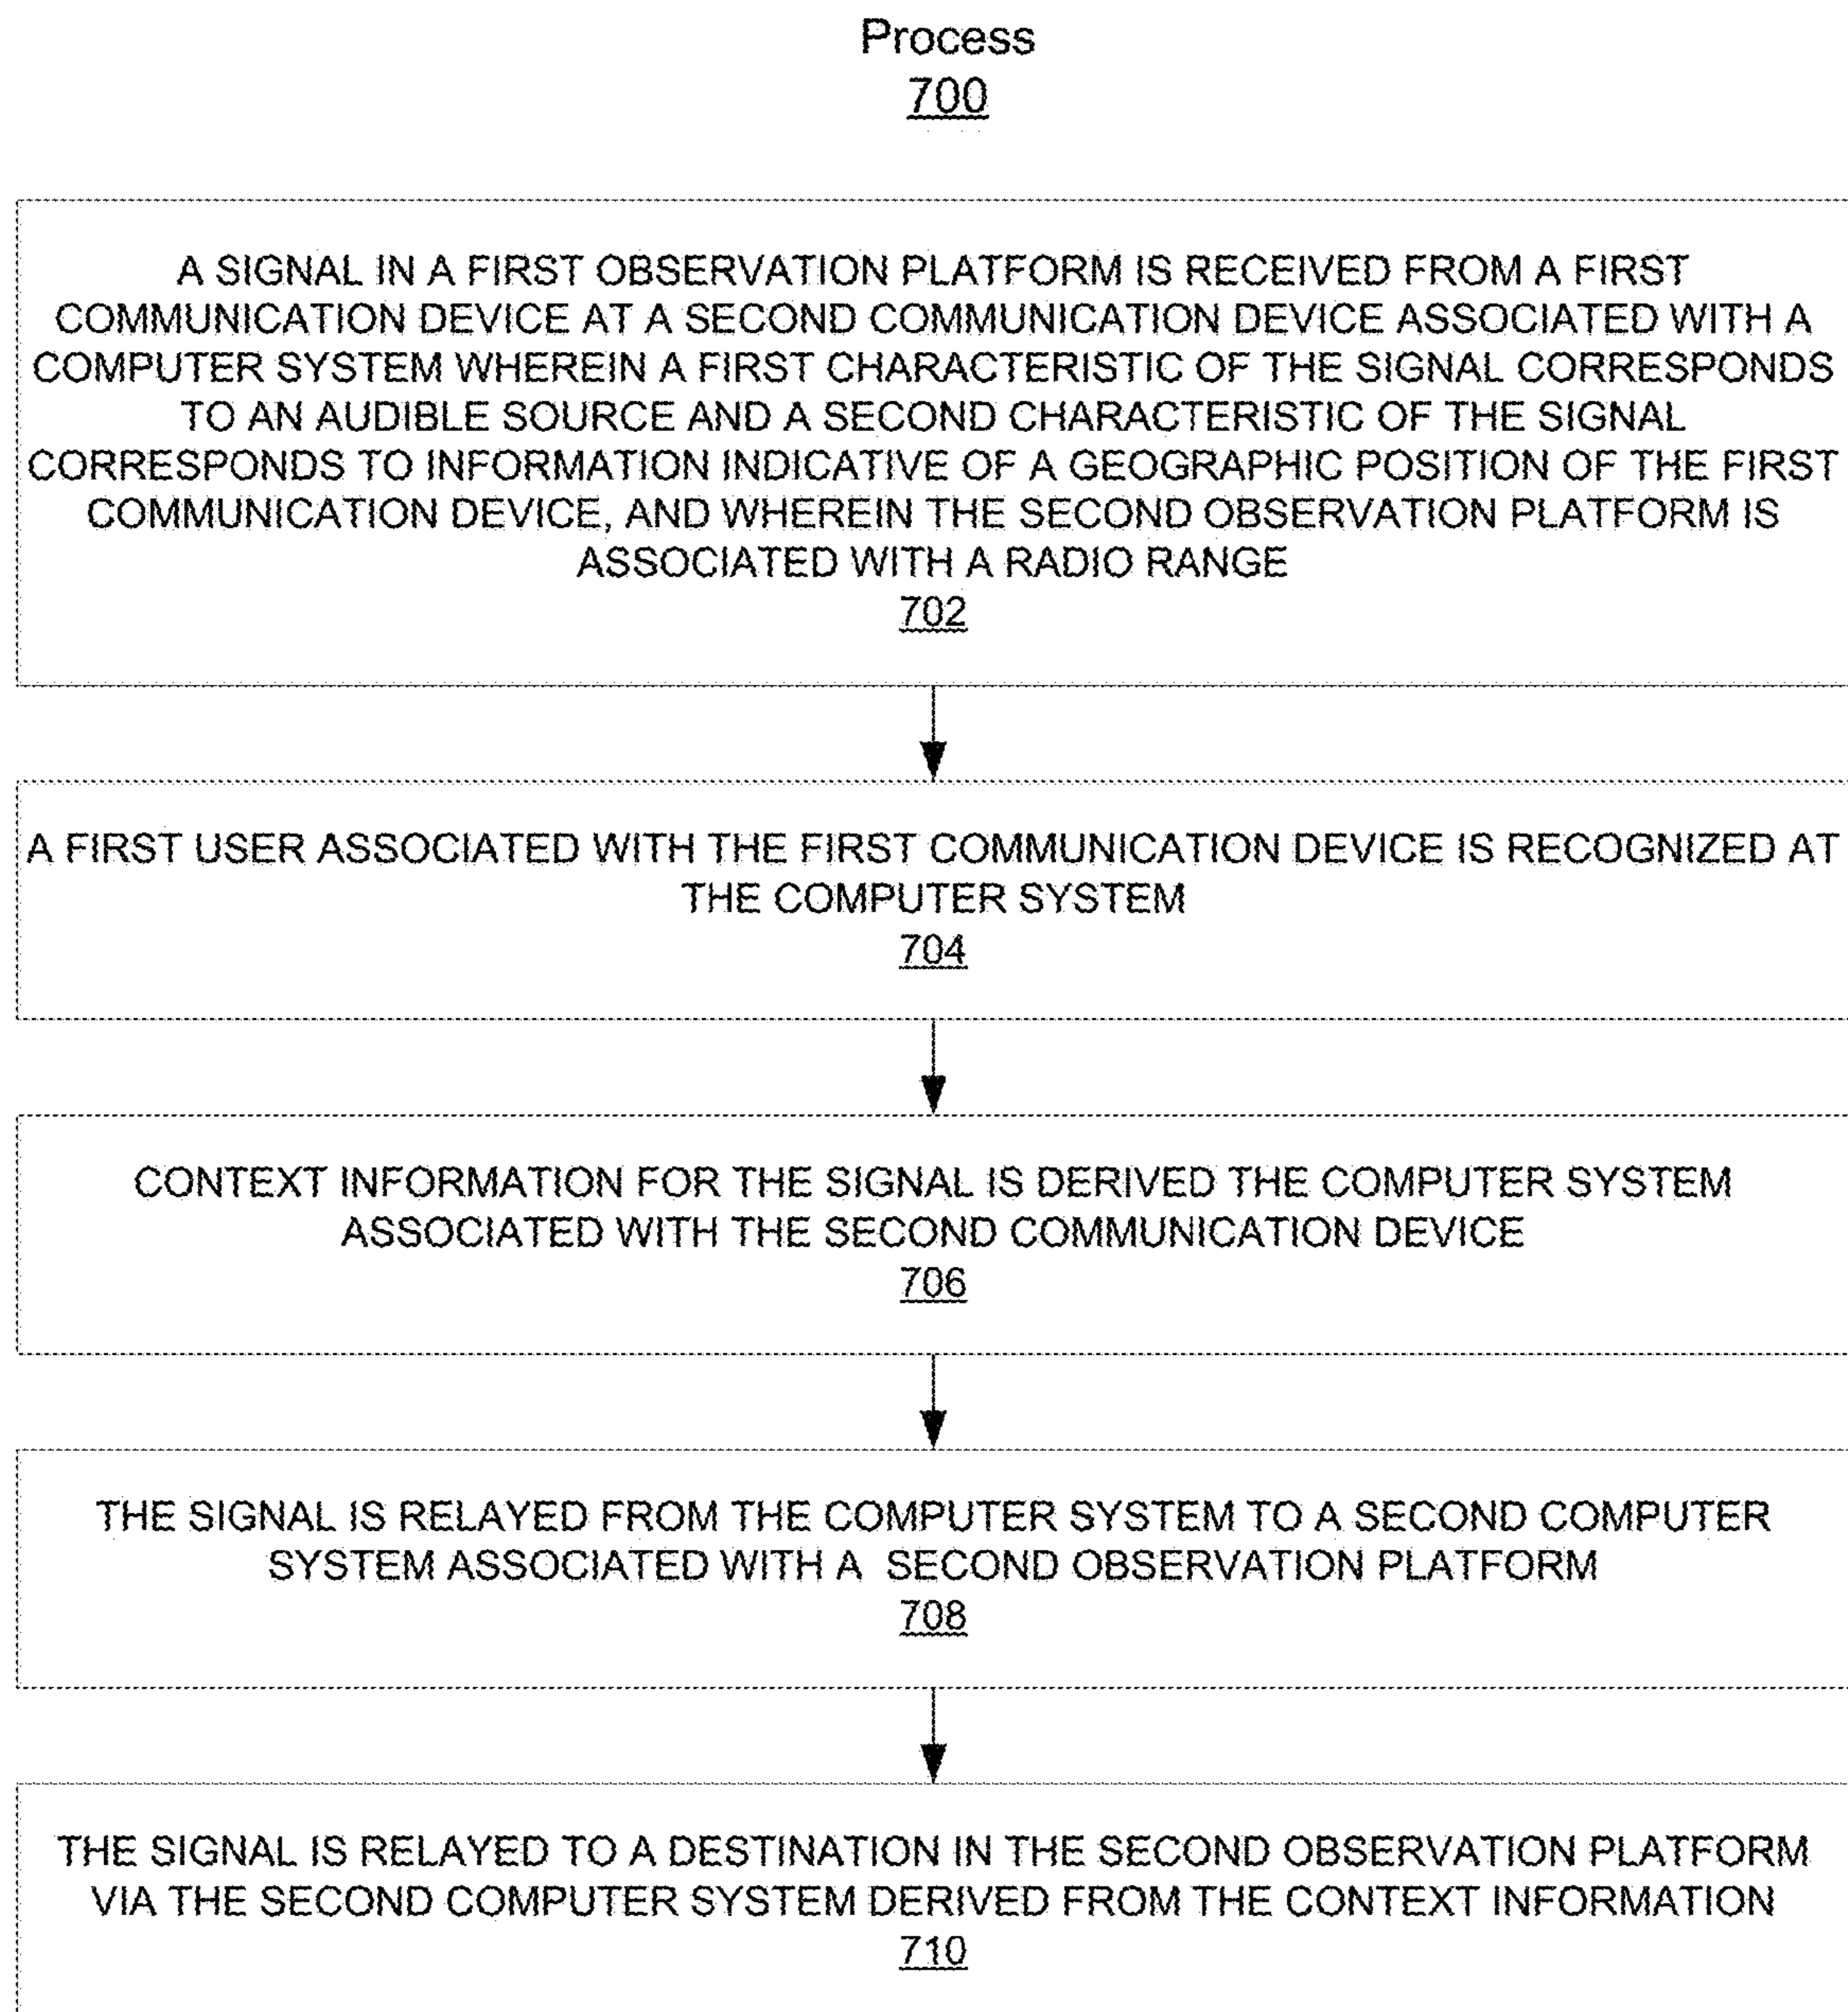 Process
700
A SIGNAL IN A FIRST OBSERVATION PLATFORM IS RECEIVED FROM A FIRST
COMMUNICATION DEVICE AT A SECOND COMMUNICATION DEVICE ASSOCIATED WITH A
COMPUTER SYSTEM WHEREIN A FIRST CHARACTERISTIC OF THE SIGNAL CORRESPONDS
TO AN AUDIBLE SOURCE AND A SECOND CHARACTERISTIC OF THE SIGNAL
CORRESPONDS TO INFORMATION INDICATIVE OF A GEOGRAPHIC POSITION OF THE FIRST
COMMUNICATION DEVICE, AND WHEREIN THE SECOND OBSERVATION PLATFORM IS
ASSOCIATED WITH A RADIO RANGE
702
A FIRST USER ASSOCIATED WITH THE FIRST COMMUNICATION DEVICE IS RECOGNIZED AT
THE COMPUTER SYSTEM
704
CONTEXT INFORMATION FOR THE SIGNAL IS DERIVED THE COMPUTER SYSTEM
ASSOCIATED WITH THE SECOND COMMUNICATION DEVICE
706
THE SIGNAL IS RELAYED FROM THE COMPUTER SYSTEM TO A SECOND COMPUTER
SYSTEM ASSOCIATED WITH A SECOND OBSERVATION PLATFORM
708
THE SIGNAL IS RELAYED TO A DESTINATION IN THE SECOND OBSERVATION PLATFORM
VIA THE SECOND COMPUTER SYSTEM DERIVED FROM THE CONTEXT INFORMATION
710